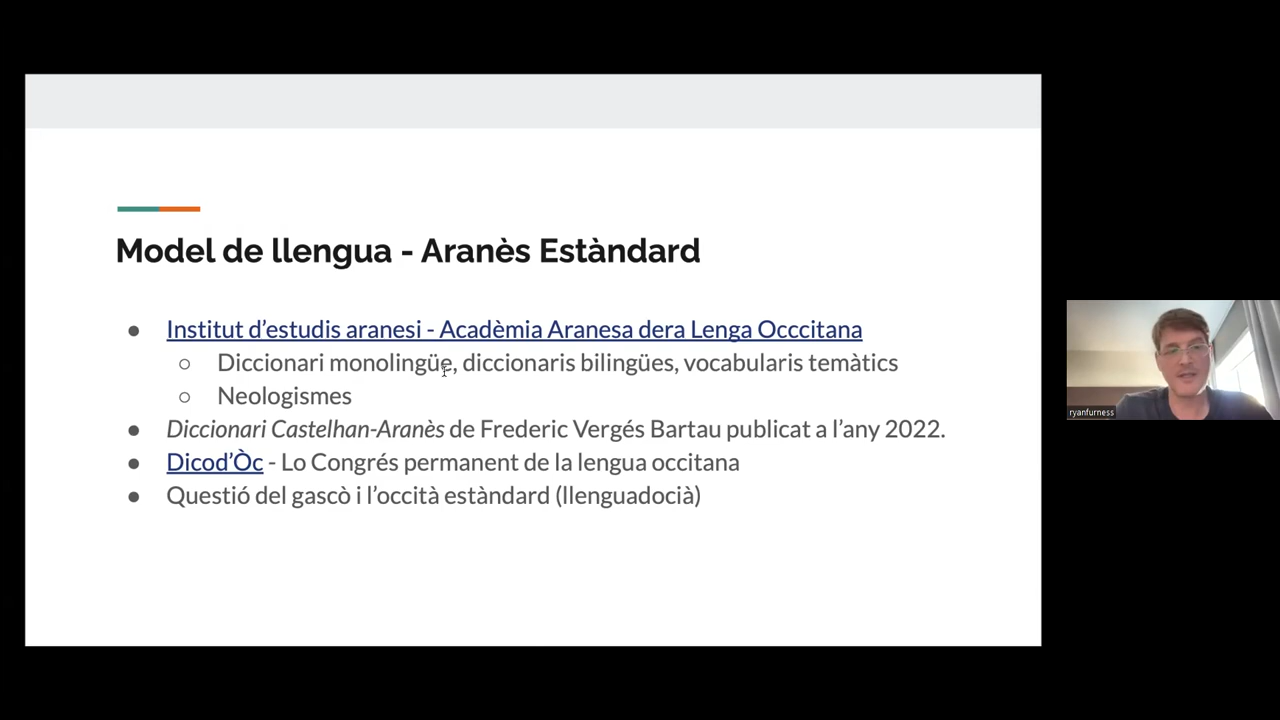 Model de llengua - Aranès Estàndard
● Institut d’estudis aranesi - Acadèmia Aranesa dera Lenga Occcitana
○ Diccionari monolingüe, diccionaris bilingües, vocabularis temàtics
○ Neologismes
● Diccionari Castelhan-Aranès de Frederic Vergés Bartau publicat a l’any 2022.
● Dicod’Òc - Lo Congrés permanent de la lengua occitana
● Questió del gascò i l’occità estàndard (llenguadocià)
ryanfurness